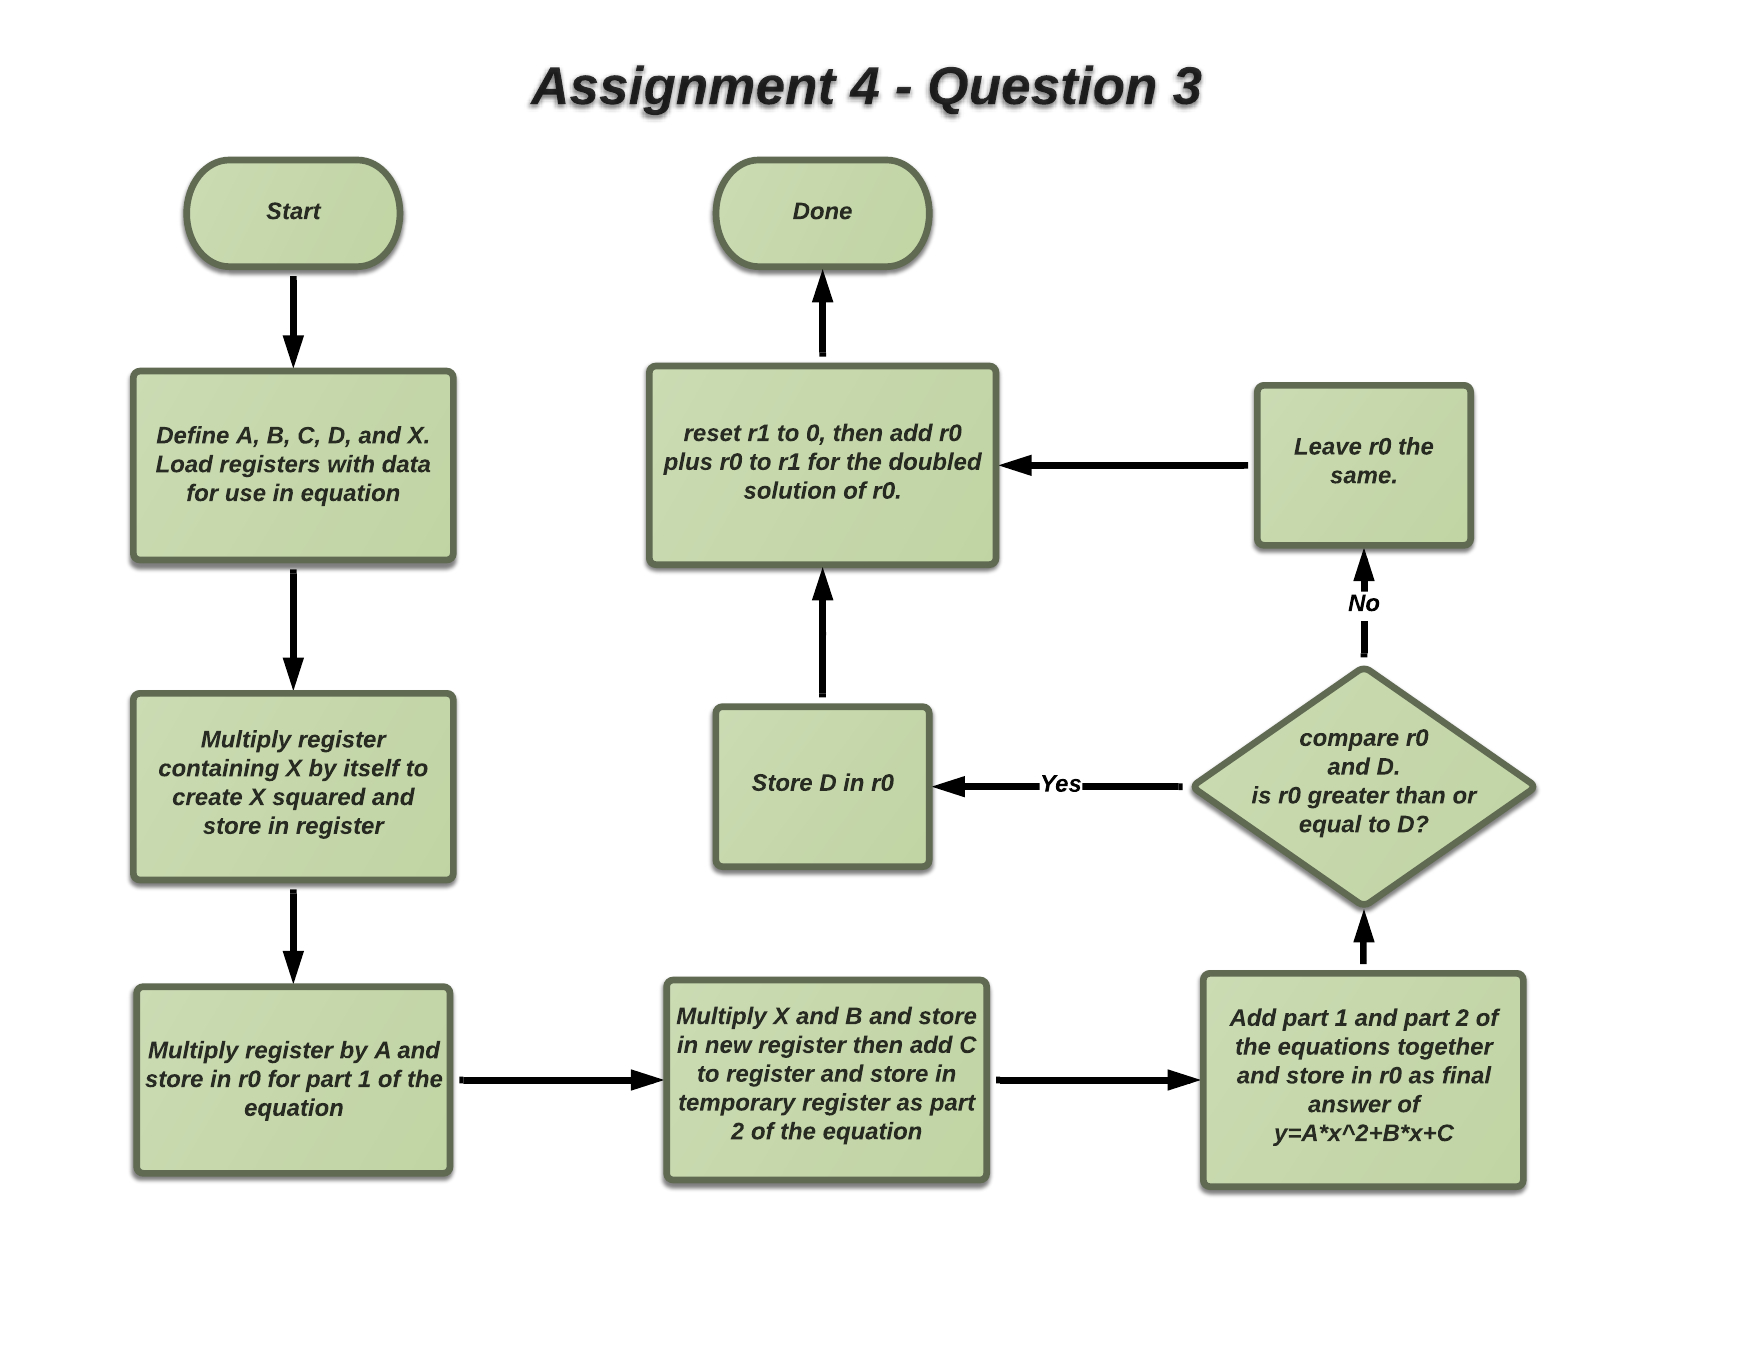 Assignment 4 - Question 3
Start
Define A, B, C, D, and X.
Load registers with data
for use in equation
Multiply register
containing X by itself to
create X squared and
store in register
Multiply register by A and
store in r0 for part 1 of the
equation
Multiply X and B and store
in new register then add C
to register and store in
temporary register as part
2 of the equation
Add part 1 and part 2 of
the equations together
and store in r0 as final
answer of
y=A*x^2+B*x+C
compare r0
and D.
is r0 greater than or
equal to D?
Yes
Store D in r0
No
Leave r0 the
same.
reset r1 to 0, then add r0
plus r0 to r1 for the doubled
solution of r0.
Done